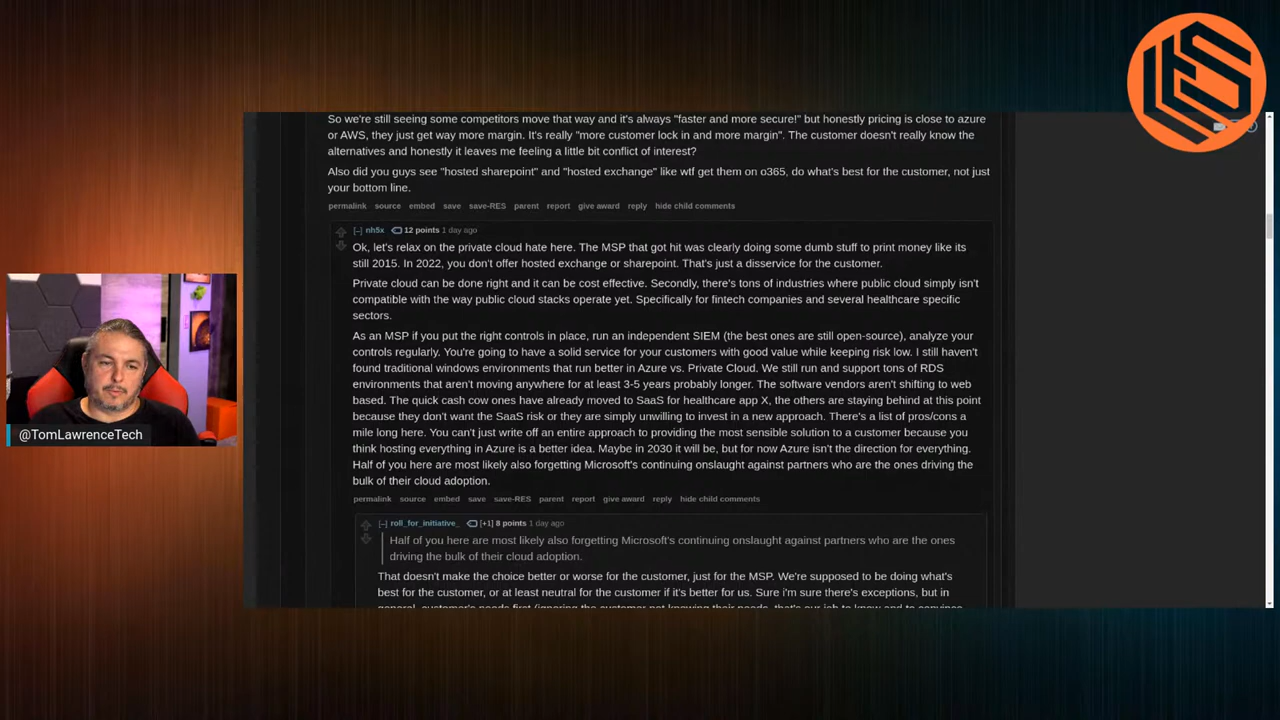 So we're still seeing some competitors move that way and it's always "faster and more secure!" but honestly pricing is close to azure
or AWS, they just get way more margin. It's really "more customer lock in and more margin". The customer doesn't really know the
alternatives and honestly it leaves me feeling a little bit conflict of interest?
Also did you guys see "hosted sharepoint" and "hosted exchange" like wtf get them on o365, do what's best for the customer, not just
your bottom line.
permalink source embed save save-RES parent report give award reply hide child comments
[–] nh5x 12 points 1 day ago
Ok, let's relax on the private cloud hate here. The MSP that got hit was clearly doing some dumb stuff to print money like its
still 2015. In 2022, you don't offer hosted exchange or sharepoint. That's just a disservice for the customer.
Private cloud can be done right and it can be cost effective. Secondly, there's tons of industries where public cloud simply isn't
compatible with the way public cloud stacks operate yet. Specifically for fintech companies and several healthcare specific
sectors.
As an MSP if you put the right controls in place, run an independent SIEM (the best ones are still open-source), analyze your
controls regularly. You're going to have a solid service for your customers with good value while keeping risk low. I still haven't
found traditional windows environments that run better in Azure vs. Private Cloud. We still run and support tons of RDS
environments that aren't moving anywhere for at least 3-5 years probably longer. The software vendors aren't shifting to web
based. The quick cash cow ones have already moved to SaaS for healthcare app X, the others are staying behind at this point
because they don't want the SaaS risk or they are simply unwilling to invest in a new approach. There's a list of pros/cons a
mile long here. You can't just write off an entire approach to providing the most sensible solution to a customer because you
think hosting everything in Azure is a better idea. Maybe in 2030 it will be, but for now Azure isn't the direction for everything.
Half of you here are most likely also forgetting Microsoft's continuing onslaught against partners who are the ones driving the
bulk of their cloud adoption.
permalink source embed save save-RES parent report give award reply hide child comments
[–] roll_for_initiative_ [+1] 8 points 1 day ago
Half of you here are most likely also forgetting Microsoft's continuing onslaught against partners who are the ones
driving the bulk of their cloud adoption.
That doesn't make the choice better or worse for the customer, just for the MSP. We're supposed to be doing what's
best for the customer, or at least neutral for the customer if it's better for us. Sure i'm sure there's exceptions, but in
general, customer's needs first (ignoring the customer not knowing their needs, that's our job to know and to convince
@TomLawrenceTech